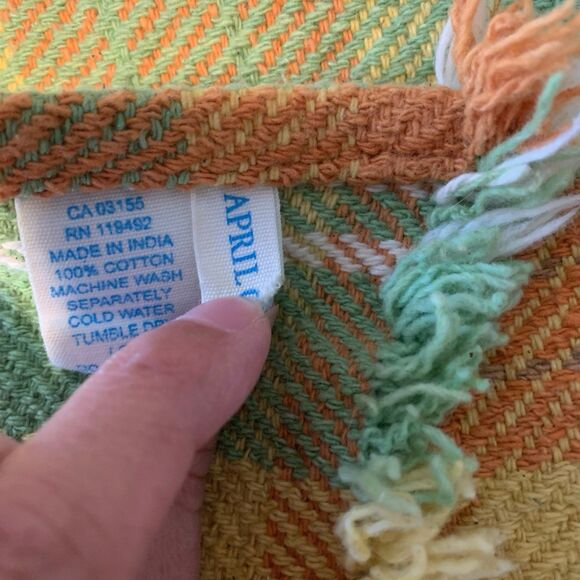 CA 03155
RN 119492
MADE IN INDIA
100% COTTON
MACHINE WASH
SEPARATELY
COLD WATER
TUMBLE
APRIL